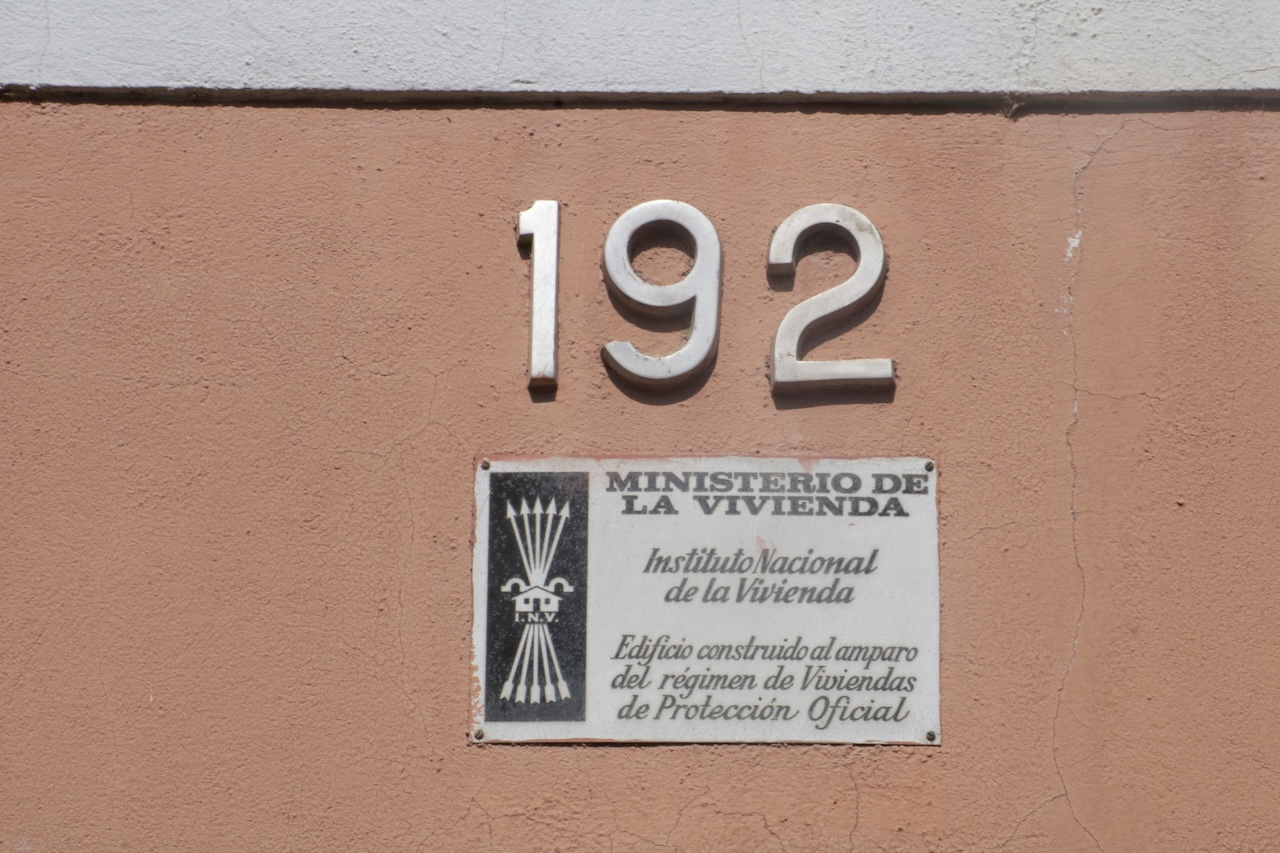 192
MINISTERIO DE
LA VIVIENDA
Instituto Nacional
de la Vivienda
I.N.V.
Edificio construido al amparo
del régimen de Viviendas
de Protección Oficial